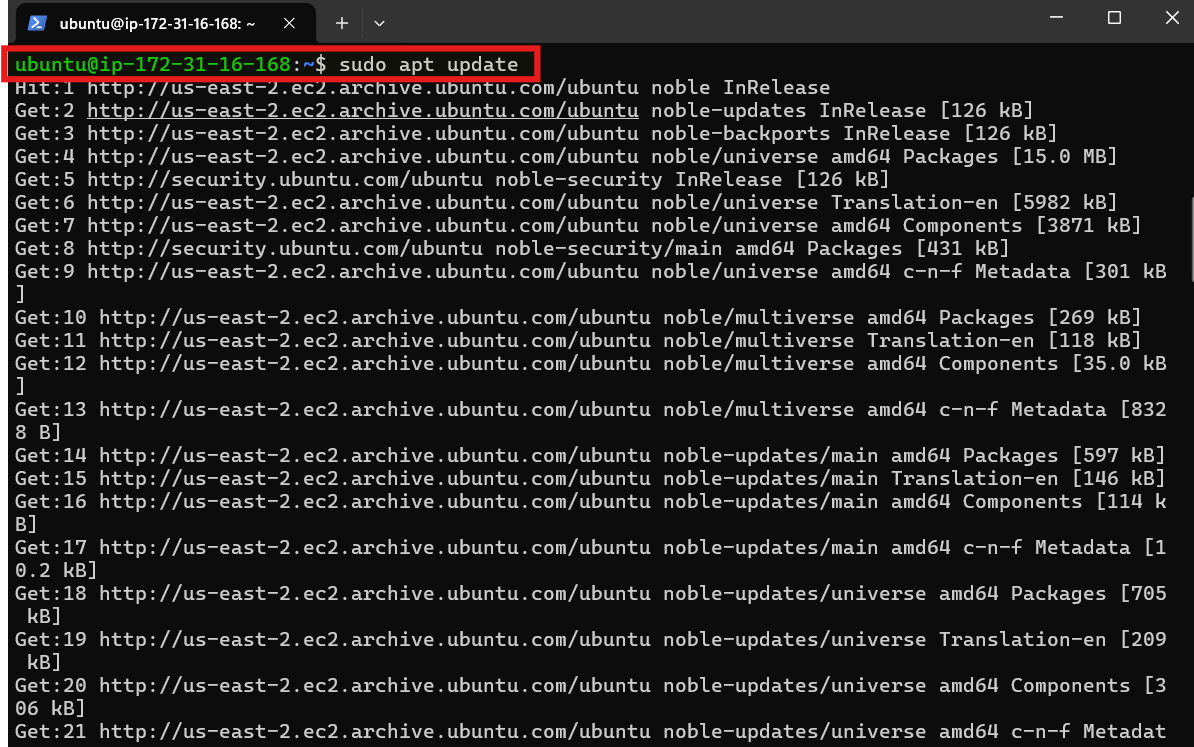 ubuntu@ip-172-31-16-168: ~
ubuntu@ip-172-31-16-168:~$ sudo apt update
Hit:1 http://us-east-2.ec2.archive.ubuntu.com/ubuntu noble InRelease
Get:2 http://us-east-2.ec2.archive.ubuntu.com/ubuntu noble-updates InRelease [126 kB]
Get:3 http://us-east-2.ec2.archive.ubuntu.com/ubuntu noble-backports InRelease [126 kB]
Get:4 http://us-east-2.ec2.archive.ubuntu.com/ubuntu noble/universe amd64 Packages [15.0 MB]
Get:5 http://security.ubuntu.com/ubuntu noble-security InRelease [126 kB]
Get:6 http://us-east-2.ec2.archive.ubuntu.com/ubuntu noble/universe Translation-en [5982 kB]
Get:7 http://us-east-2.ec2.archive.ubuntu.com/ubuntu noble/universe amd64 Components [3871 kB]
Get:8 http://security.ubuntu.com/ubuntu noble-security/main amd64 Packages [431 kB]
Get:9 http://us-east-2.ec2.archive.ubuntu.com/ubuntu noble/universe amd64 c-n-f Metadata [301 kB
]
Get:10 http://us-east-2.ec2.archive.ubuntu.com/ubuntu noble/multiverse amd64 Packages [269 kB]
Get:11 http://us-east-2.ec2.archive.ubuntu.com/ubuntu noble/multiverse Translation-en [118 kB]
Get:12 http://us-east-2.ec2.archive.ubuntu.com/ubuntu noble/multiverse amd64 Components [35.0 kB
]
Get:13 http://us-east-2.ec2.archive.ubuntu.com/ubuntu noble/multiverse amd64 c-n-f Metadata [832
8 B]
Get:14 http://us-east-2.ec2.archive.ubuntu.com/ubuntu noble-updates/main amd64 Packages [597 kB]
Get:15 http://us-east-2.ec2.archive.ubuntu.com/ubuntu noble-updates/main Translation-en [146 kB]
Get:16 http://us-east-2.ec2.archive.ubuntu.com/ubuntu noble-updates/main amd64 Components [114 k
B]
Get:17 http://us-east-2.ec2.archive.ubuntu.com/ubuntu noble-updates/main amd64 c-n-f Metadata [1
0.2 kB]
Get:18 http://us-east-2.ec2.archive.ubuntu.com/ubuntu noble-updates/universe amd64 Packages [705
 kB]
Get:19 http://us-east-2.ec2.archive.ubuntu.com/ubuntu noble-updates/universe Translation-en [209
 kB]
Get:20 http://us-east-2.ec2.archive.ubuntu.com/ubuntu noble-updates/universe amd64 Components [3
06 kB]
Get:21 http://us-east-2.ec2.archive.ubuntu.com/ubuntu noble-updates/universe amd64 c-n-f Metadat